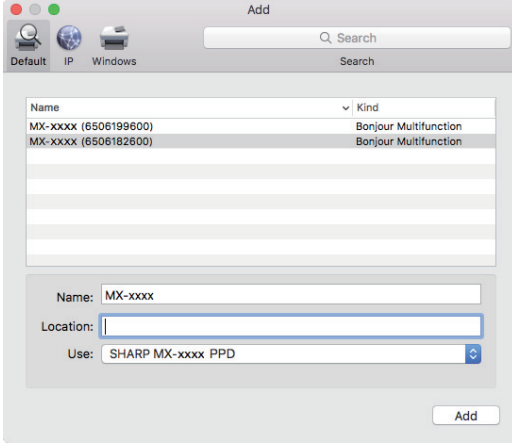 Add
Default IP Windows
Search
Search
Name Kind
MX-xxxx (6506199600) Bonjour Multifunction
MX-xxxx (6506182600) Bonjour Multifunction
Name: MX-xxxx
Location:
Use: SHARP MX-xxxx PPD
Add